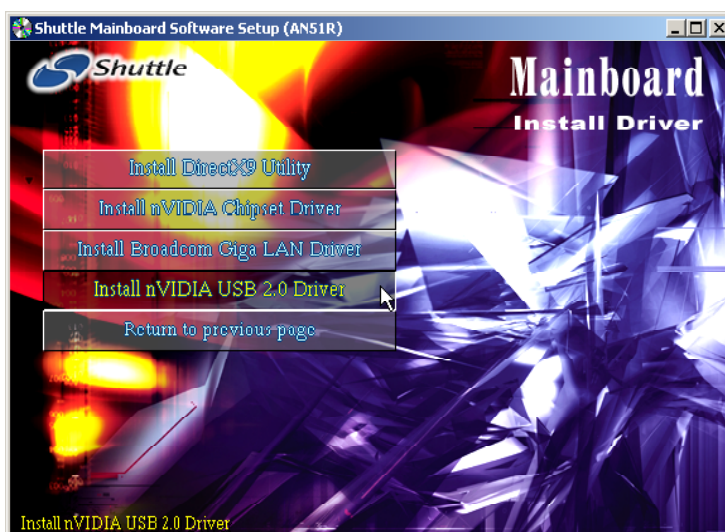 Shuttle Mainboard Software Setup (AN51R)
Shuttle
Mainboard
Install Driver
Install DirectX9 Utility
Install nVIDIA Chipset Driver
Install Broadcom Giga LAN Driver
Install nVIDIA USB 2.0 Driver
Return to previous page
Install nVIDIA USB 2.0 Driver